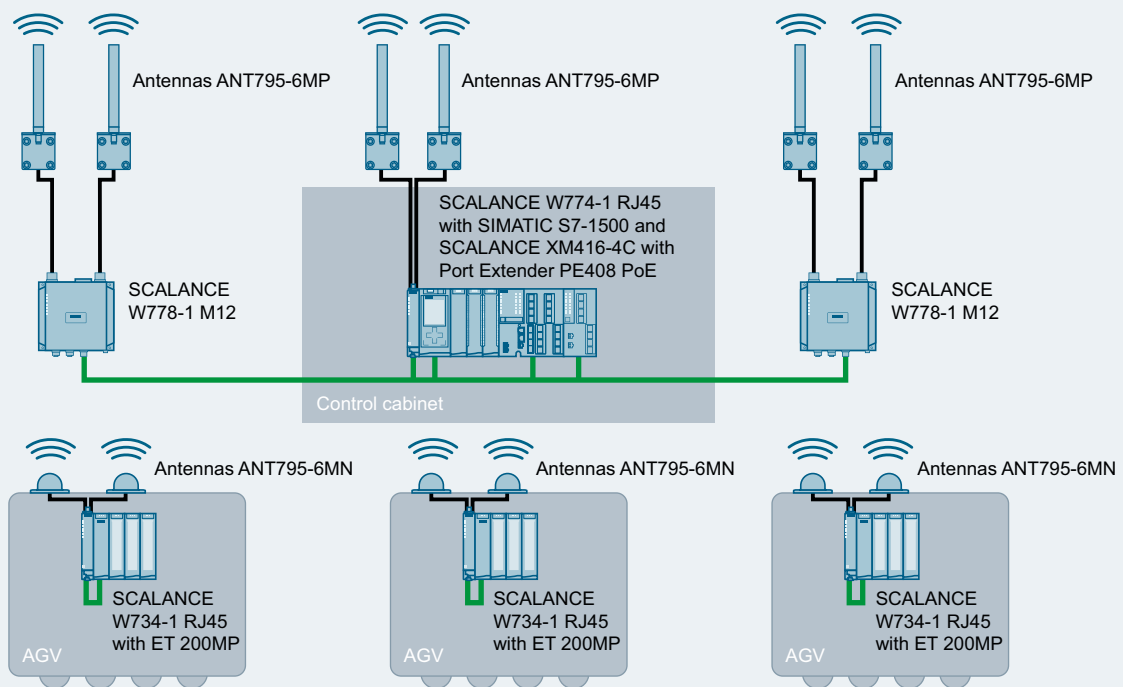 Antennas ANT795-6MP
Antennas ANT795-6MP
Antennas ANT795-6MP
SCALANCE W774-1 RJ45
with SIMATIC S7-1500 and
SCALANCE XM416-4C with
Port Extender PE408 PoE
SCALANCE
W778-1 M12
SCALANCE
W778-1 M12
Control cabinet
Antennas ANT795-6MN
Antennas ANT795-6MN
Antennas ANT795-6MN
SCALANCE
W734-1 RJ45
with ET 200MP
AGV
SCALANCE
W734-1 RJ45
with ET 200MP
AGV
SCALANCE
W734-1 RJ45
with ET 200MP
AGV